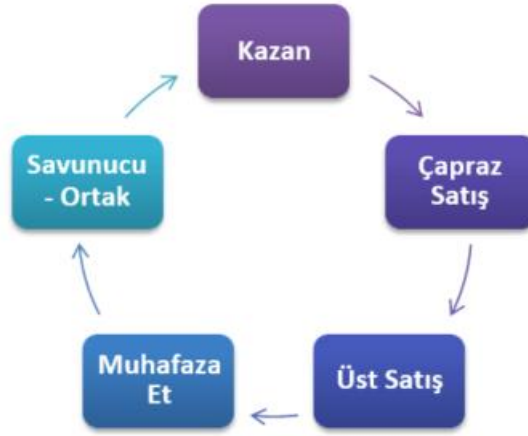 Kazan
Çapraz
Satış
Üst Satış
Muhafaza
Et
Savunucu
- Ortak